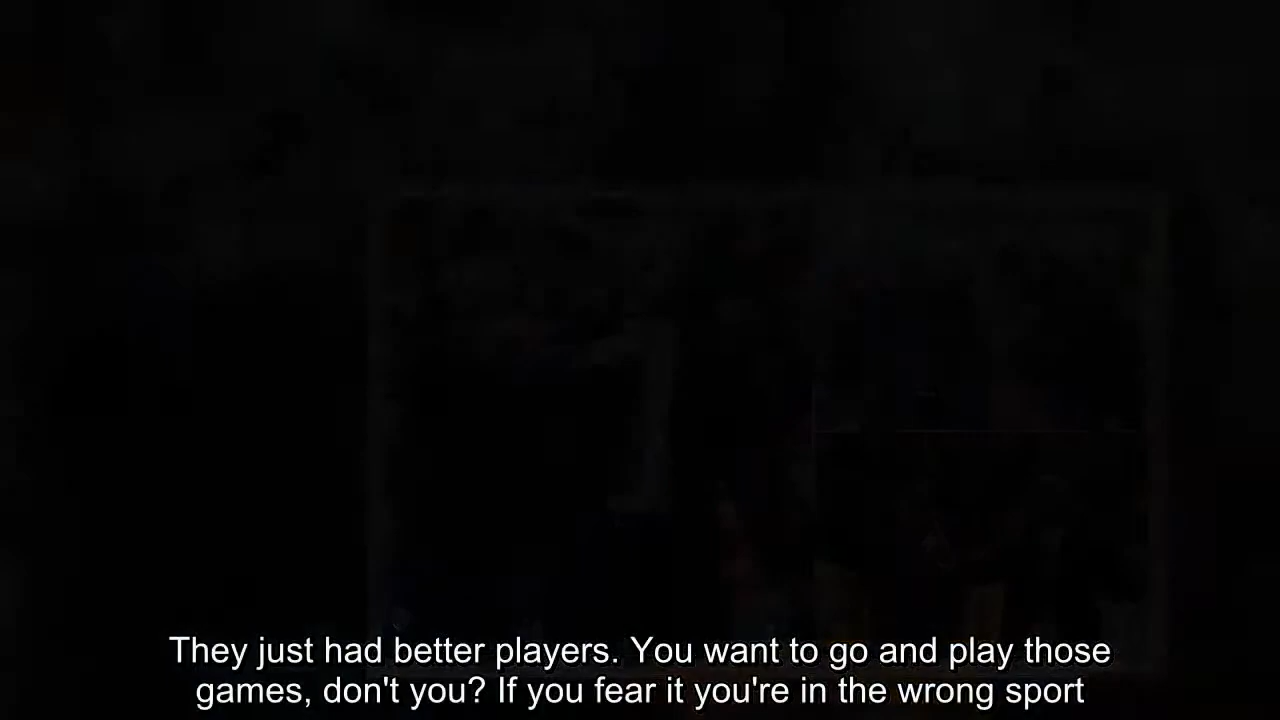 They just had better players. You want to go and play those
games, don't you? If you fear it you're in the wrong sport